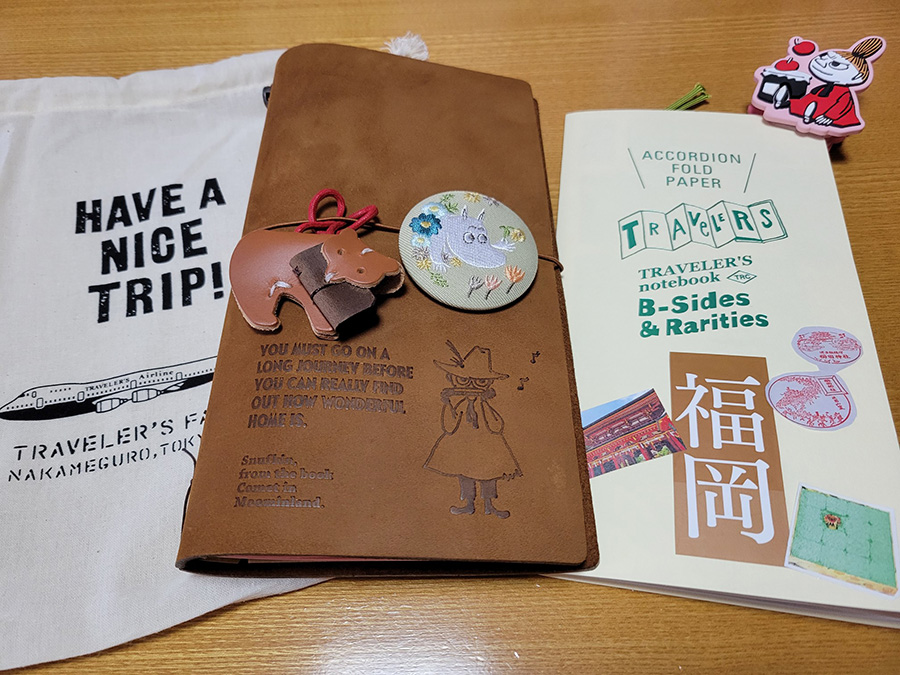 HAVE A
NICE
TRIP!
TRAVELER'S Airline
TRAVELER'S FA
NAKAMEGURO, TOKY
YOU MUST GO ON A
LONG JOURNEY BEFORE
YOU CAN REALLY FIND
OUT HOW WONDERFUL
HOME IS.
Snufkin,
from the book
Comet in
Moominland.
ACCORDION
FOLD
PAPER
TRAVELERS
TRAVELER'S
notebook TRC
B-Sides
& Rarities
福岡